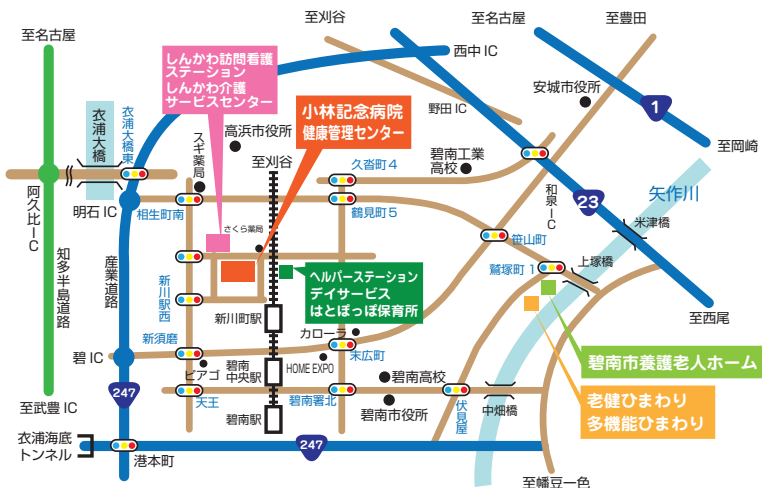 至名古屋
至刈谷
至名古屋
至豊田
しんかわ訪問看護
ステーション
しんかわ介護
サービスセンター
西中 IC
安城市役所
1
小林記念病院
健康管理センター
野田 IC
衣浦大橋
衣浦大橋東
スギ薬局
高浜市役所
至刈谷
久沓町4
碧南工業
高校
至岡崎
阿久比IC
明石 IC
相生町南
鶴見町5
和泉IC
23
矢作川
米津橋
さくら薬局
笹山町
知多半島道路
産業道路
新川駅西
ヘルパーステーション
デイサービス
はとぽっぽ保育所
鷲塚町 1
上塚橋
新川町駅
至西尾
新須磨
カローラ
碧 IC
ピアゴ
碧南
中央駅
HOME EXPO
末広町
碧南市養護老人ホーム
247
天王
碧南高校
碧南署北
伏見屋
中畑橋
老健ひまわり
多機能ひまわり
至武豊 IC
碧南駅
碧南市役所
衣浦海底
トンネル
港本町
247
至幡豆一色